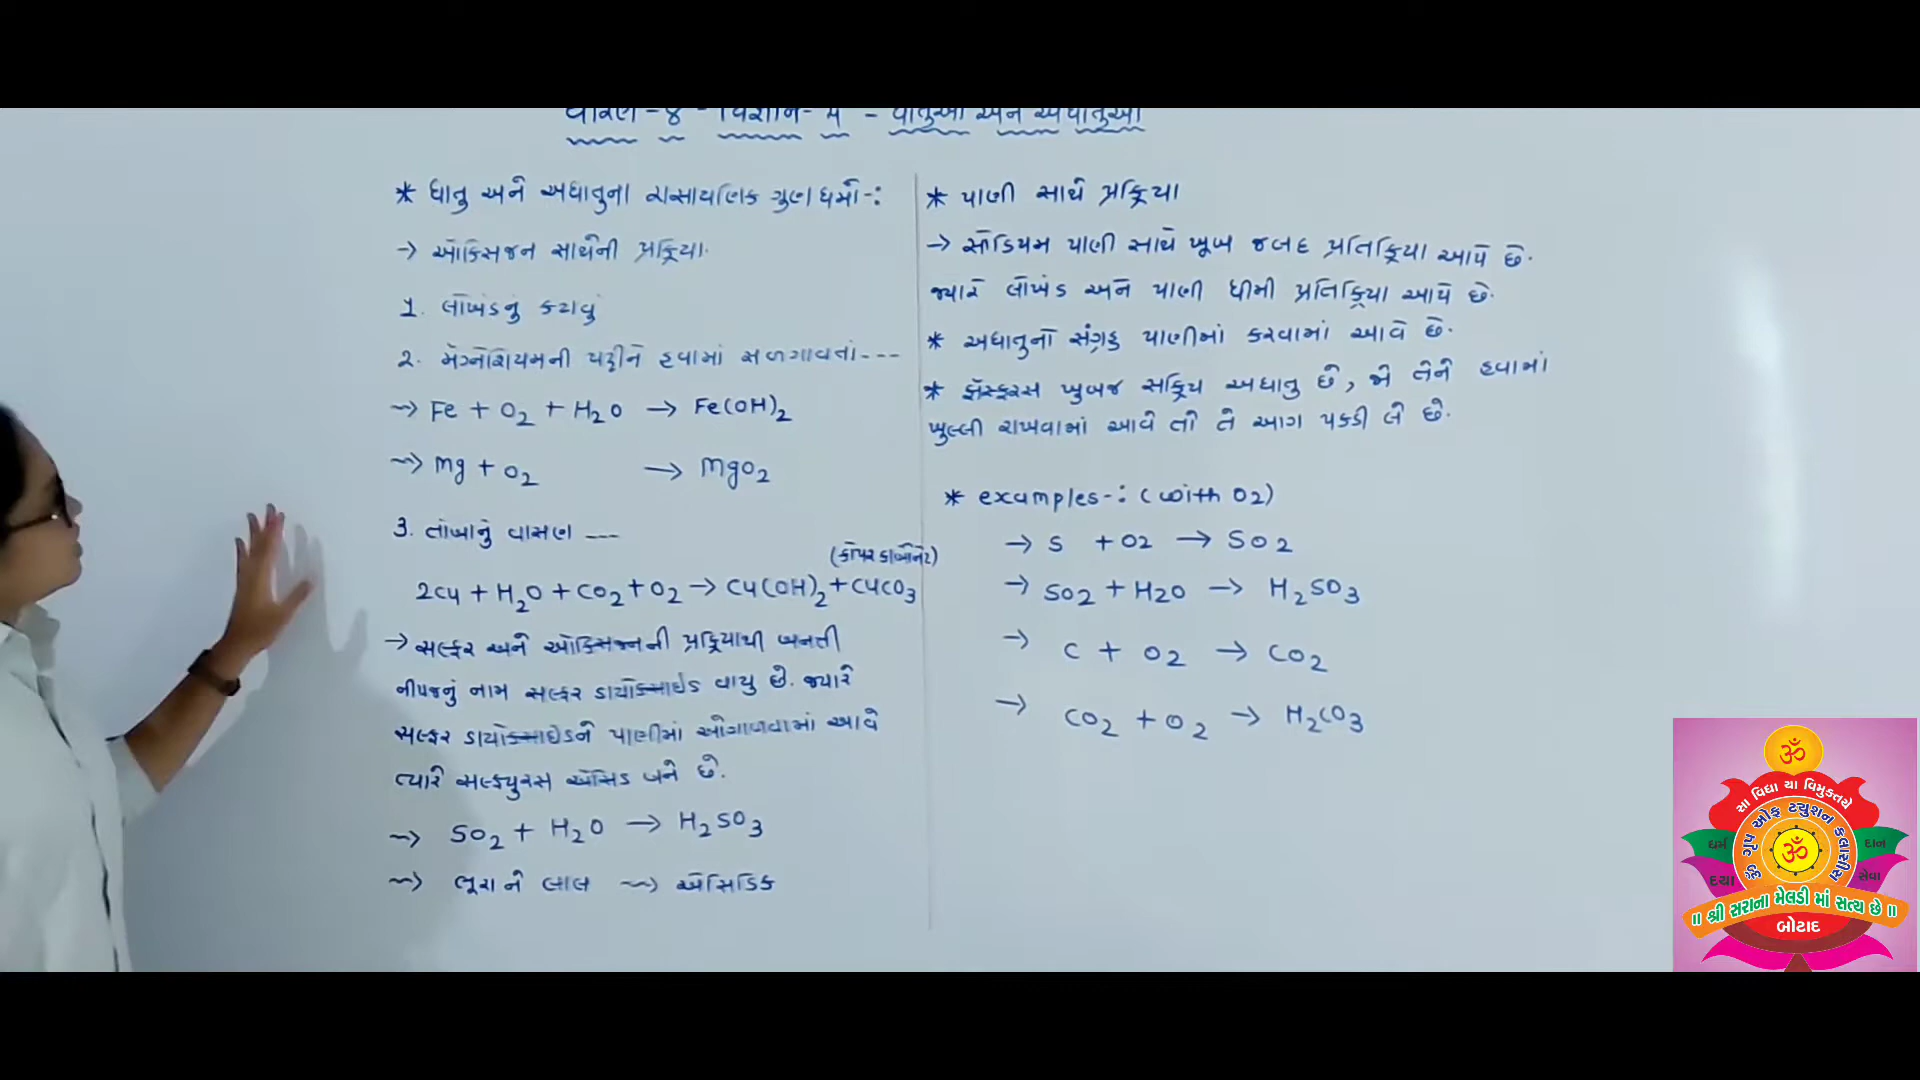 ધોરણ - ૪ - વિજ્ઞાન - ૫ - ધાતુઓ અને અધાતુઓ
* ધાતુ અને અધાતુના રાસાયણિક ગુણધર્મો -:
→ ઓક્સિજન સાથેની પ્રક્રિયા.
1. લોખંડનું કટાવું
2. મેગ્નેશિયમની પટ્ટીને હવામાં સળગાવતાં ---
→ Fe + O2 + H2O → Fe(OH)2
→ Mg + O2 → MgO2
3. તાંબાનું વાસણ ---
(કોપર કાર્બોનેટ)
2Cu + H2O + CO2 + O2 → Cu(OH)2 + CuCO3
→ સલ્ફર અને ઓક્સિજનની પ્રક્રિયાથી બનતી
નીપજનું નામ સલ્ફર ડાયોક્સાઇડ વાયુ છે. જ્યારે
સલ્ફર ડાયોક્સાઇડને પાણીમાં ઓગાળવામાં આવે
ત્યારે સલ્ફ્યુરસ એસિડ બને છે.
→ SO2 + H2O → H2SO3
→ ભૂરાને લાલ → એસિડિક
* પાણી સાથે પ્રક્રિયા
→ સોડિયમ પાણી સાથે ખૂબ જલદ પ્રતિક્રિયા આપે છે.
જ્યારે લોખંડ અને પાણી ધીમી પ્રતિક્રિયા આપે છે.
* અધાતુનો સંગ્રહ પાણીમાં કરવામાં આવે છે.
* ફોસ્ફરસ ખુબજ સક્રિય અધાતુ છે, જો તેને હવામાં
ખુલ્લી રાખવામાં આવે તો તે આગ પકડી લે છે.
* examples -: (with O2)
→ S + O2 → SO2
→ SO2 + H2O → H2SO3
→ C + O2 → CO2
→ CO2 + O2 → H2CO3
ૐ
સા વિદ્યા યા વિમુક્તયે
ગૃપ ઓફ ટ્યુશન ક્લાસીસ
ધર્મ
દાન
ૐ
દયા
સેવા
॥ શ્રી સરાના મેલડી માં સત્ય છે ॥
બોટાદ